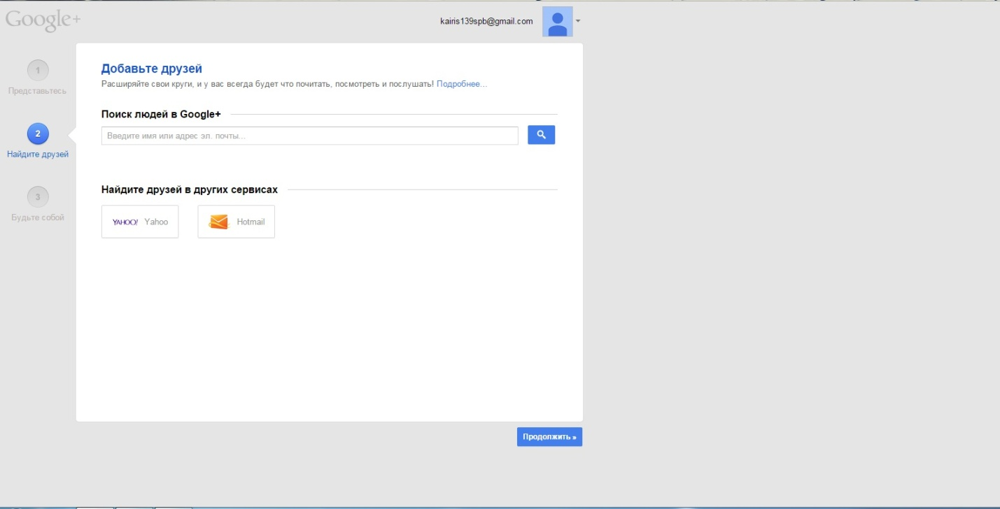 Google+
kairis139spb@gmail.com
1
Представьтесь
2
Найдите друзей
3
Будьте собой
Добавьте друзей
Расширяйте свои круги, и у вас всегда будет что почитать, посмотреть и послушать! Подробнее...
Поиск людей в Google+
Введите имя или адрес эл. почты...
Найдите друзей в других сервисах
YAHOO! Yahoo
Hotmail
Продолжить »